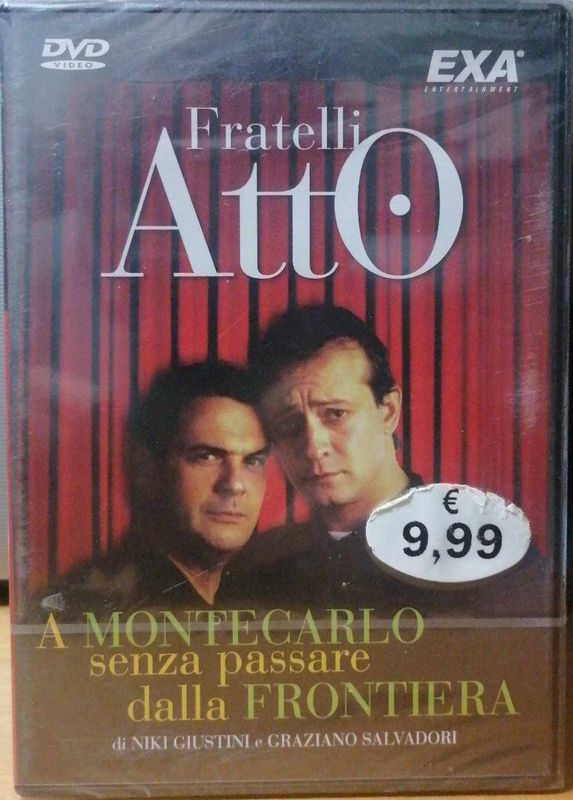 DVD
VIDEO
EXA®
ENTERTAINMENT
Fratelli
AttO
€
9,99
A MONTECARLO
senza passare
dalla FRONTIERA
di NIKI GIUSTINI e GRAZIANO SALVADORI